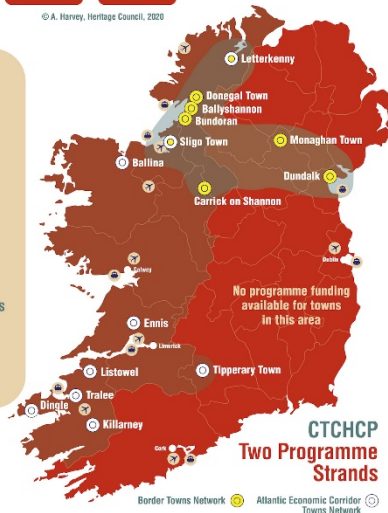 © A. Harvey, Heritage Council, 2020
Letterkenny
Donegal Town
Ballyshannon
Bundoran
Sligo Town
Monaghan Town
Ballina
Dundalk
Carrick on Shannon
Dublin
Galway
No programme funding
available for towns
in this area
Ennis
Limerick
Listowel
Tipperary Town
Tralee
Dingle
Killarney
Cork
CTCHCP
Two Programme
Strands
Border Towns Network
Atlantic Economic Corridor
Towns Network